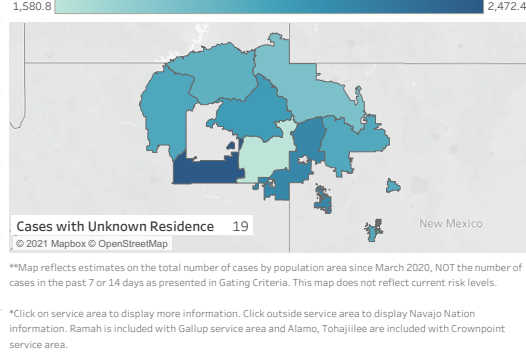 1,580.8 2,472.4
Cases with Unknown Residence 19
© 2021 Mapbox © OpenStreetMap
New Mexico
**Map reflects estimates on the total number of cases by population area since March 2020, NOT the number of
cases in the past 7 or 14 days as presented in Gating Criteria. This map does not reflect current risk levels.
*Click on service area to display more information. Click outside service area to display Navajo Nation
information. Ramah is included with Gallup service area and Alamo, Tohajiilee are included with Crownpoint
service area.